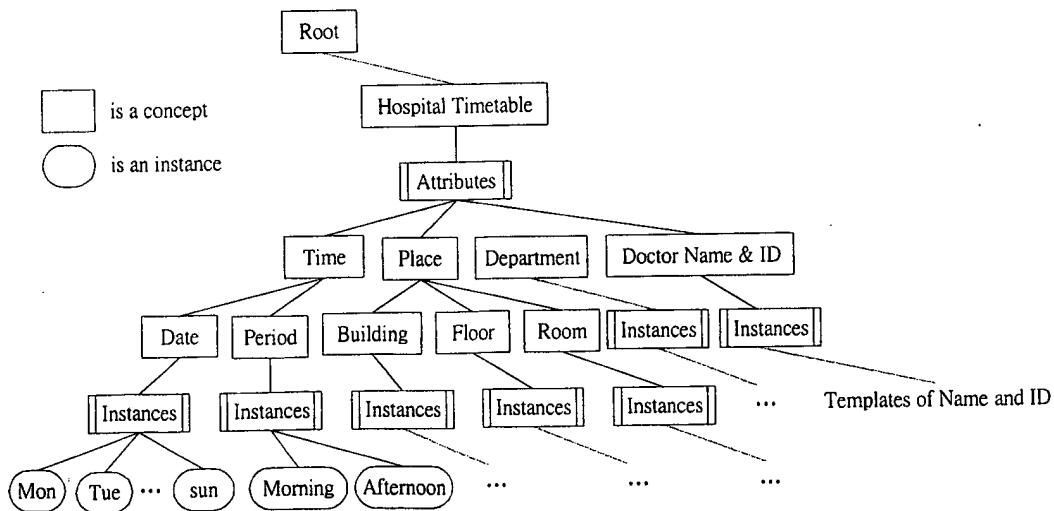 Root
Hospital Timetable
is a concept
is an instance
Attributes
Time Place Department Doctor Name & ID
Date Period Building Floor Room Instances Instances
Instances Instances Instances Instances Instances ... Templates of Name and ID
Mon Tue ... sun Morning Afternoon ... ... ...